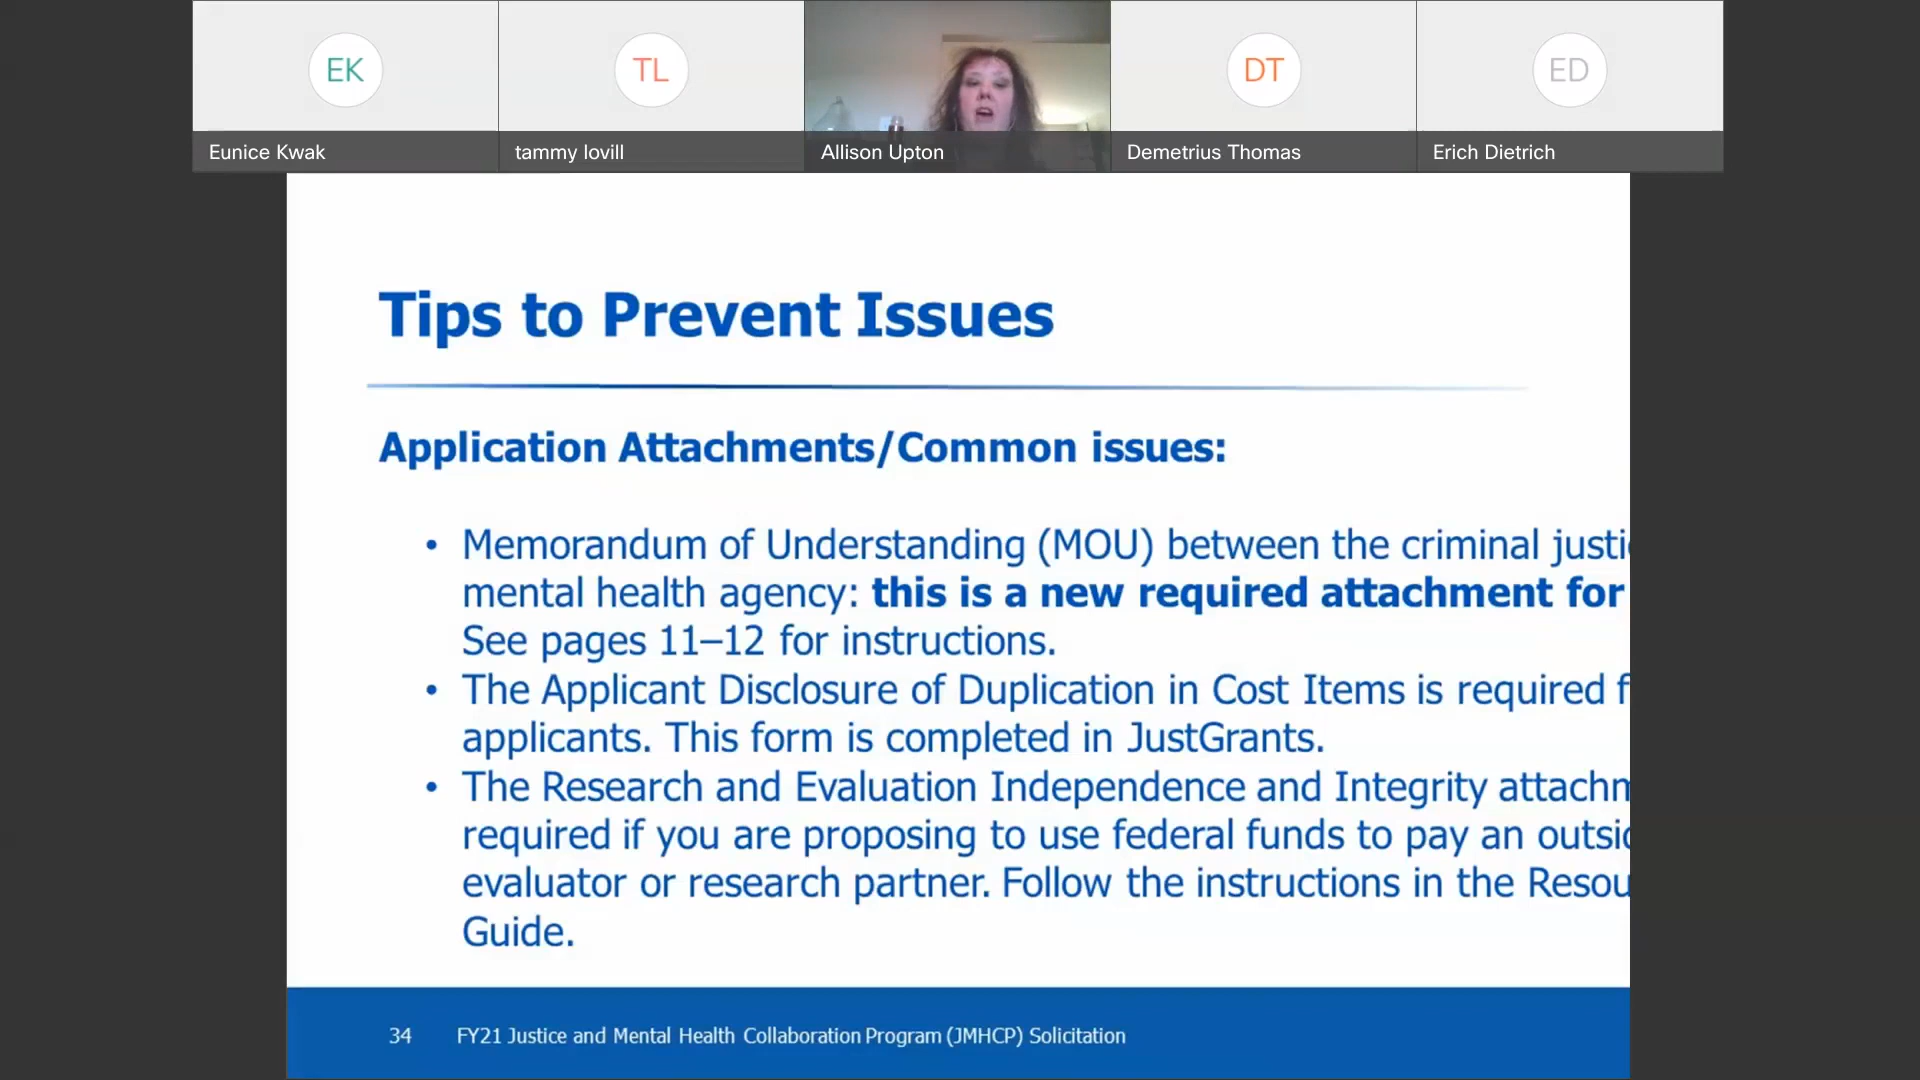 EK
TL
DT
ED
Eunice Kwak
tammy lovill
Allison Upton
Demetrius Thomas
Erich Dietrich
Tips to Prevent Issues
Application Attachments/Common issues:
• Memorandum of Understanding (MOU) between the criminal justi
mental health agency: this is a new required attachment for
See pages 11–12 for instructions.
• The Applicant Disclosure of Duplication in Cost Items is required f
applicants. This form is completed in JustGrants.
• The Research and Evaluation Independence and Integrity attachm
required if you are proposing to use federal funds to pay an outsi
evaluator or research partner. Follow the instructions in the Resou
Guide.
34 FY21 Justice and Mental Health Collaboration Program (JMHCP) Solicitation